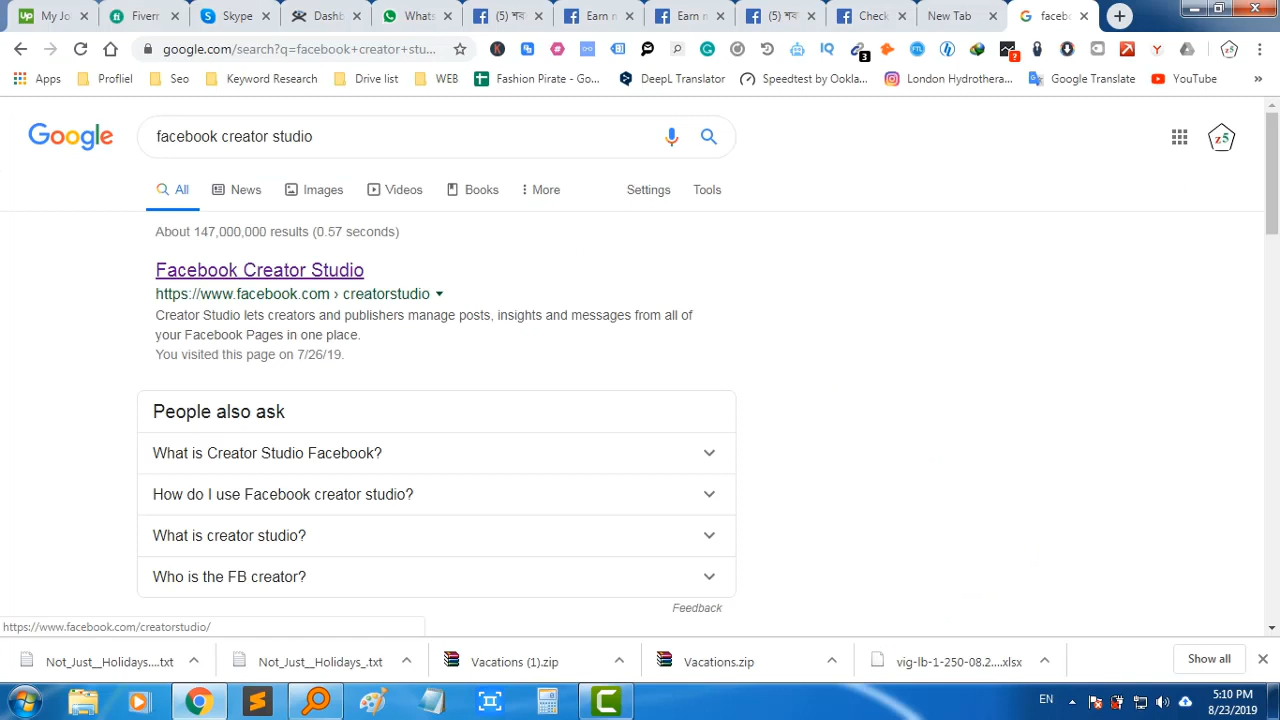 My Jo
Fiverr
Skype
Dashb
Whats
Earn m
Earn m
Check
New Tab
facebo
google.com/search?q=facebook+creator+stu...
3
?
Apps
Profliel
Seo
Keyword Research
Drive list
WEB
Fashion Pirate - Go...
DeepL Translator
Speedtest by Ookla...
London Hydrothera...
Google Translate
YouTube
»
Google
facebook creator studio
z5
All
News
Images
Videos
Books
More
Settings
Tools
About 147,000,000 results (0.57 seconds)
Facebook Creator Studio
https://www.facebook.com › creatorstudio
Creator Studio lets creators and publishers manage posts, insights and messages from all of
your Facebook Pages in one place.
You visited this page on 7/26/19.
People also ask
What is Creator Studio Facebook?
How do I use Facebook creator studio?
What is creator studio?
Who is the FB creator?
Feedback
https://www.facebook.com/creatorstudio/
Not_Just__Holidays....txt
Not_Just__Holidays_.txt
Vacations (1).zip
Vacations.zip
vig-lb-1-250-08.2....xlsx
Show all
EN
5:10 PM
8/23/2019